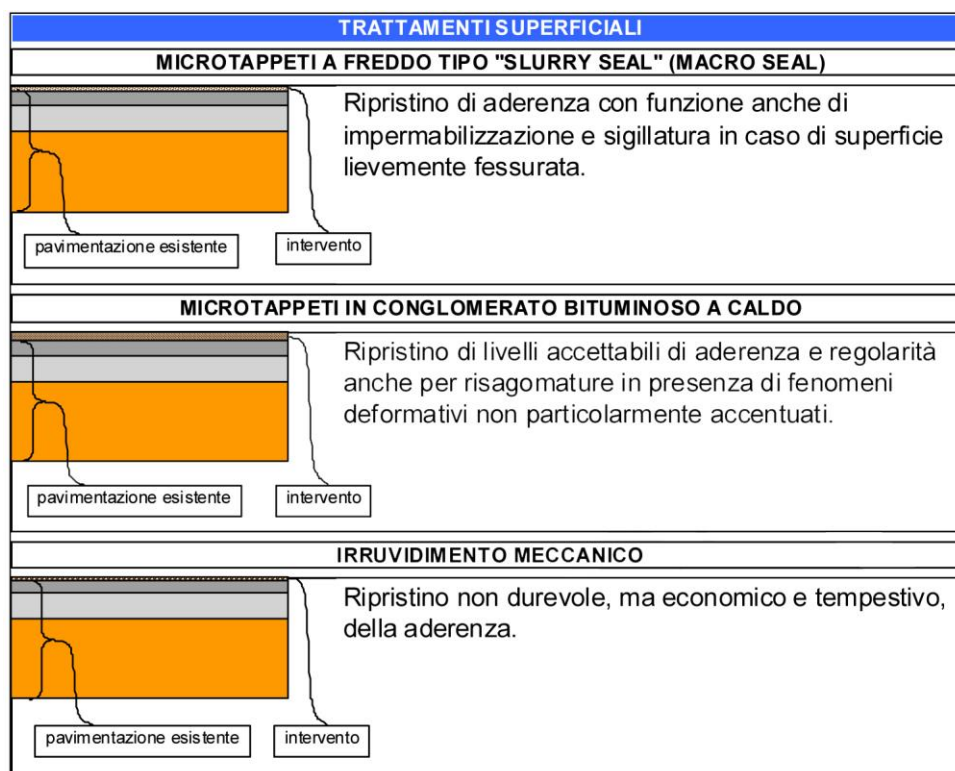 TRATTAMENTI SUPERFICIALI
MICROTAPPETI A FREDDO TIPO "SLURRY SEAL" (MACRO SEAL)
Ripristino di aderenza con funzione anche di
impermabilizzazione e sigillatura in caso di superficie
lievemente fessurata.
pavimentazione esistente
intervento
MICROTAPPETI IN CONGLOMERATO BITUMINOSO A CALDO
Ripristino di livelli accettabili di aderenza e regolarità
anche per risagomature in presenza di fenomeni
deformativi non particolarmente accentuati.
pavimentazione esistente
intervento
IRRUVIDIMENTO MECCANICO
Ripristino non durevole, ma economico e tempestivo,
della aderenza.
pavimentazione esistente
intervento